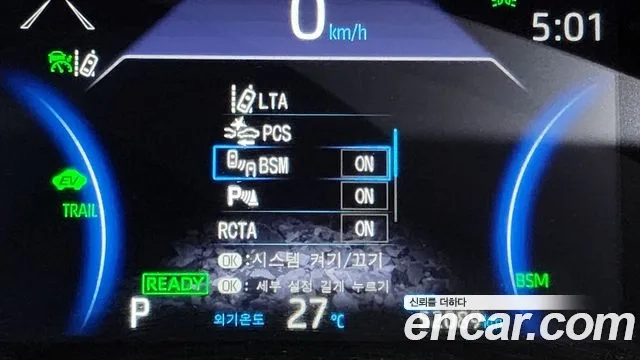 0 km/h
5:01
LTA
PCS
BSM ON
P ON
RCTA ON
EV
TRAIL
OK :시스템 켜기/끄기
READY OK :세부 설정 길게 누르기
BSM
P 외기온도 27 °C
신뢰를 더하다
encar.com